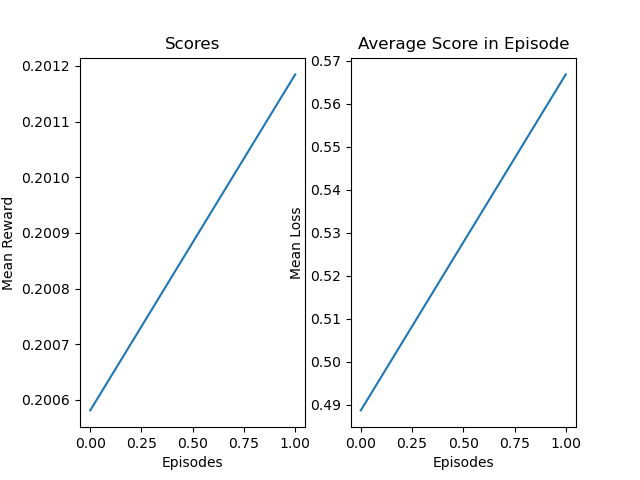 Scores
Mean Reward
0.2012
0.2011
0.2010
0.2009
0.2008
0.2007
0.2006
0.00 0.25 0.50 0.75 1.00
Episodes
Average Score in Episode
Mean Loss
0.57
0.56
0.55
0.54
0.53
0.52
0.51
0.50
0.49
0.00 0.25 0.50 0.75 1.00
Episodes